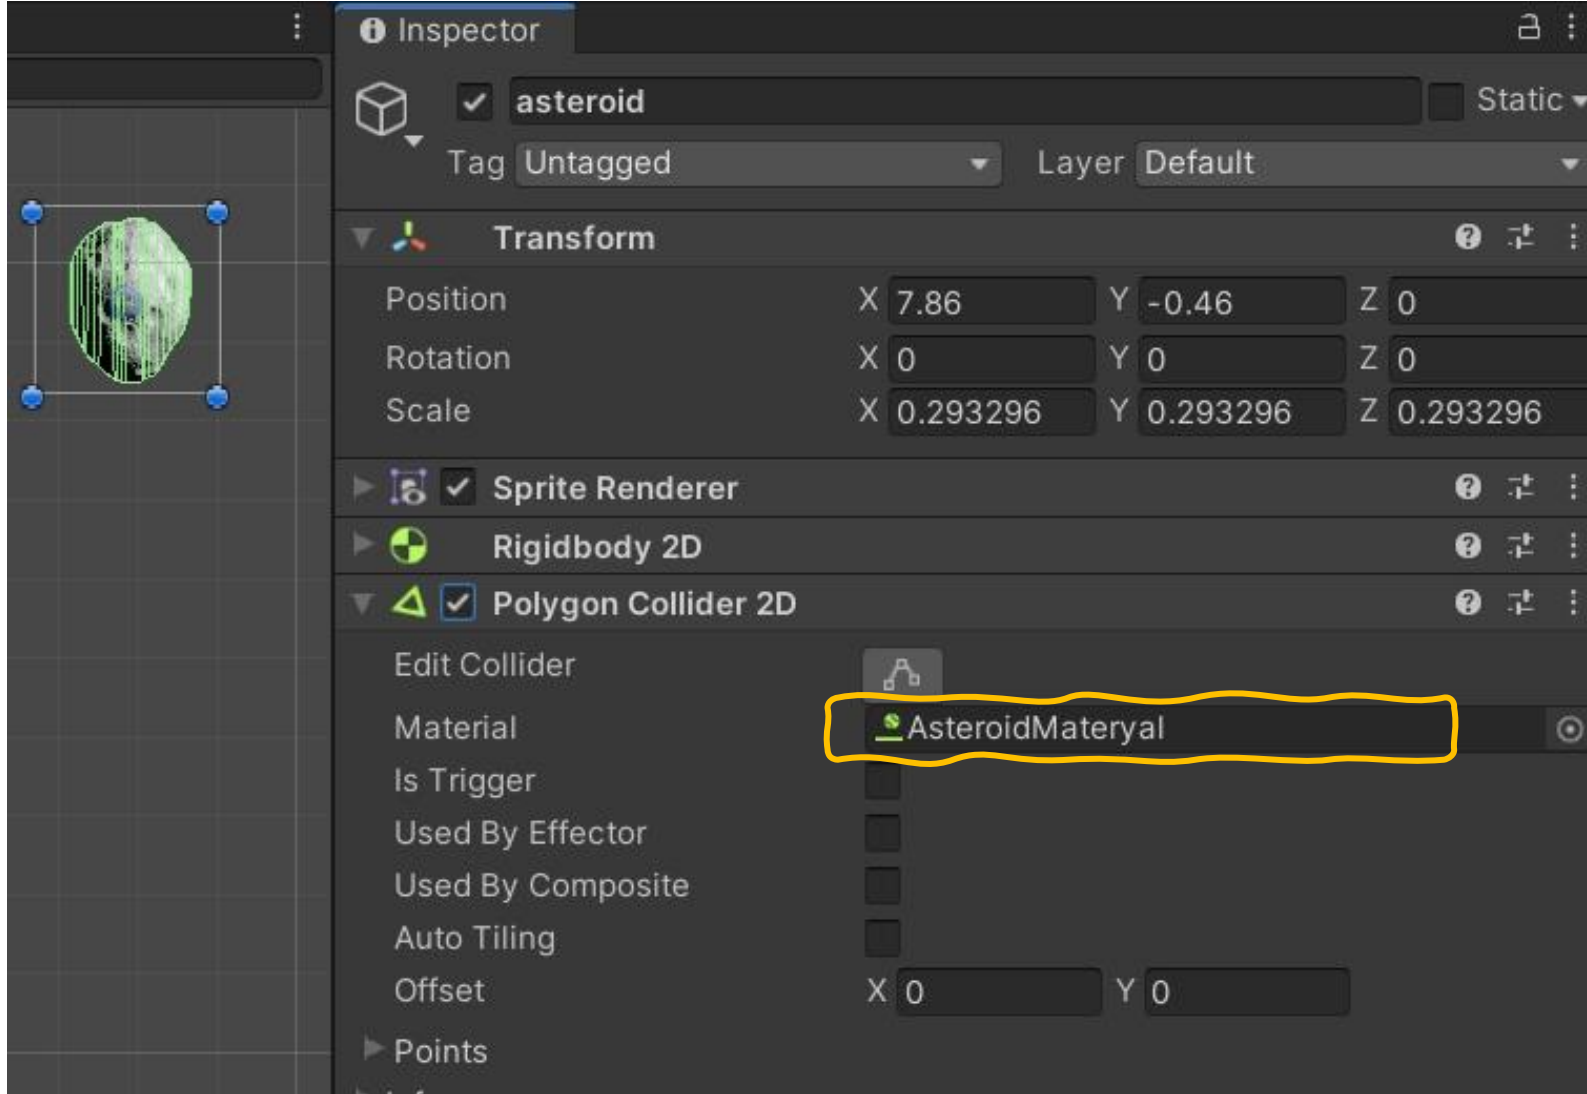 Inspector
asteroid Static
Tag Untagged Layer Default
Transform
Position X 7.86 Y -0.46 Z 0
Rotation X 0 Y 0 Z 0
Scale X 0.293296 Y 0.293296 Z 0.293296
Sprite Renderer
Rigidbody 2D
Polygon Collider 2D
Edit Collider
Material AsteroidMateryal
Is Trigger
Used By Effector
Used By Composite
Auto Tiling
Offset X 0 Y 0
Points